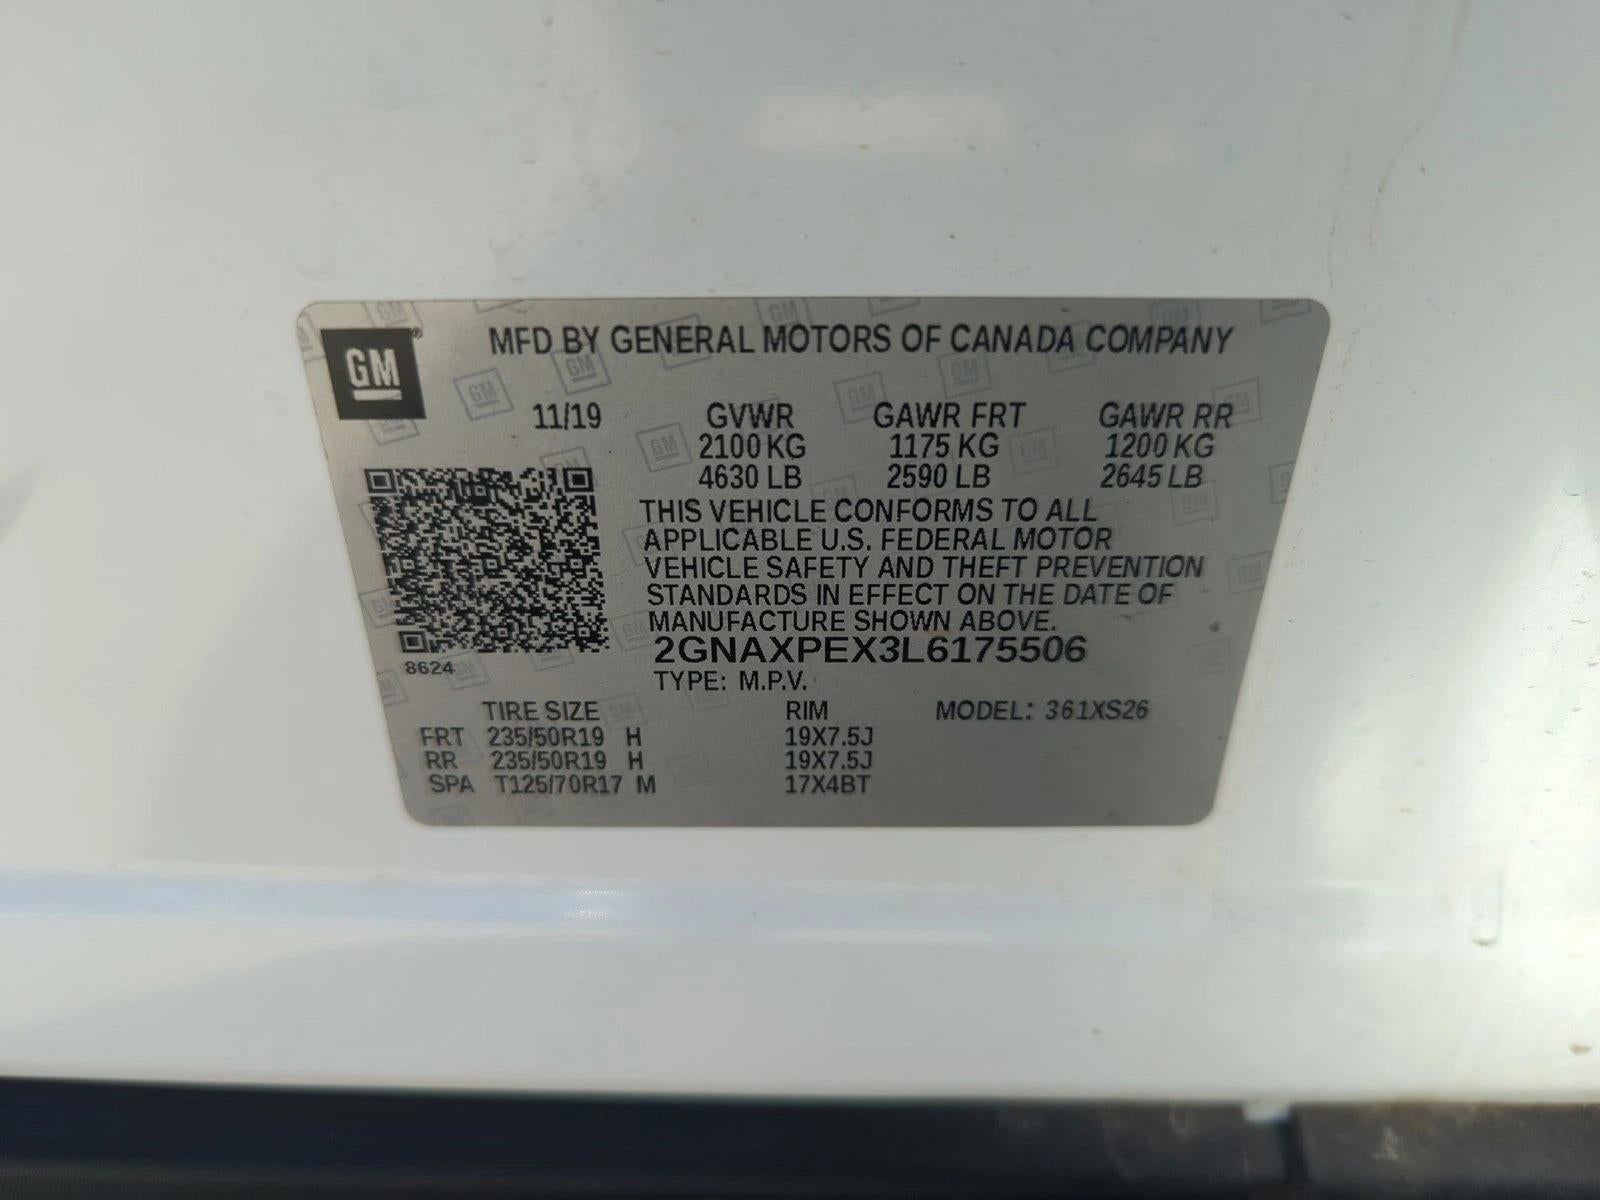 GM
MFD BY GENERAL MOTORS OF CANADA COMPANY
11/19 GVWR GAWR FRT GAWR RR
2100 KG 1175 KG 1200 KG
4630 LB 2590 LB 2645 LB
THIS VEHICLE CONFORMS TO ALL
APPLICABLE U.S. FEDERAL MOTOR
VEHICLE SAFETY AND THEFT PREVENTION
STANDARDS IN EFFECT ON THE DATE OF
MANUFACTURE SHOWN ABOVE.
8624
2GNAXPEX3L6175506
TYPE: M.P.V.
TIRE SIZE RIM MODEL: 361XS26
FRT 235/50R19 H 19X7.5J
RR 235/50R19 H 19X7.5J
SPA T125/70R17 M 17X4BT